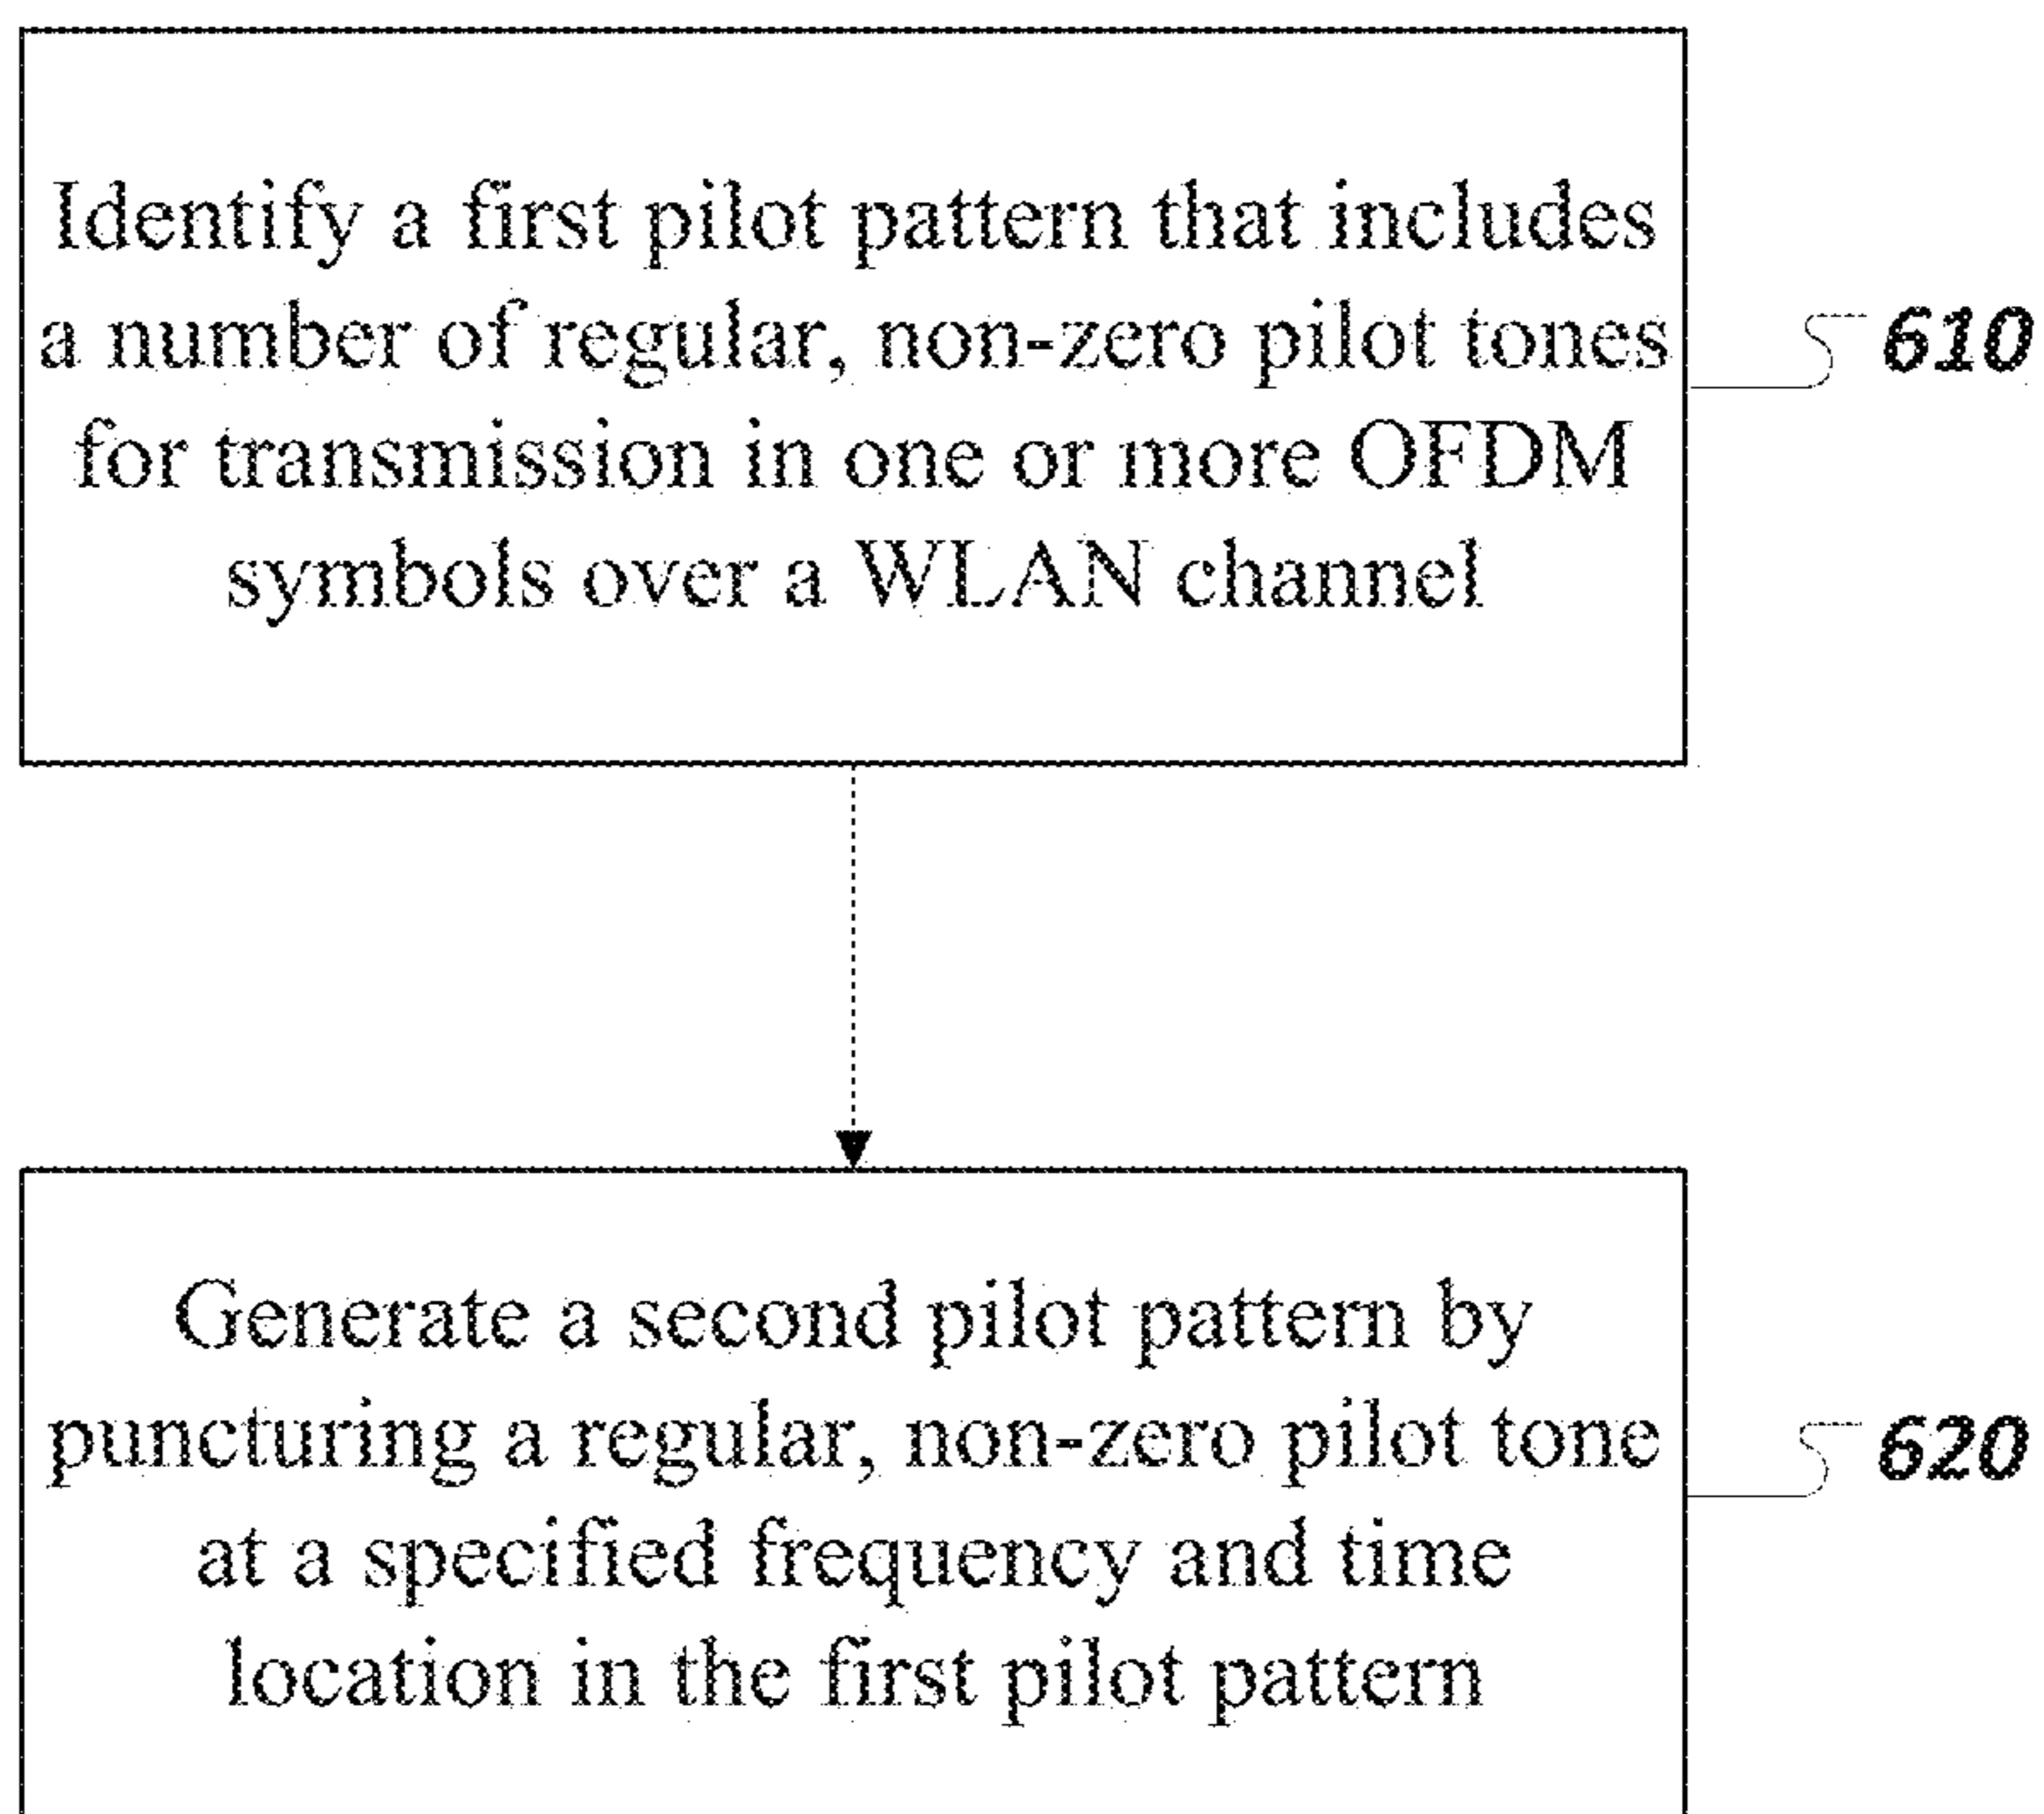 Identify a first pilot pattern that includes
a number of regular, non-zero pilot tones
for transmission in one or more OFDM
symbols over a WLAN channel
610
Generate a second pilot pattern by
puncturing a regular, non-zero pilot tone
at a specified frequency and time
location in the first pilot pattern
620